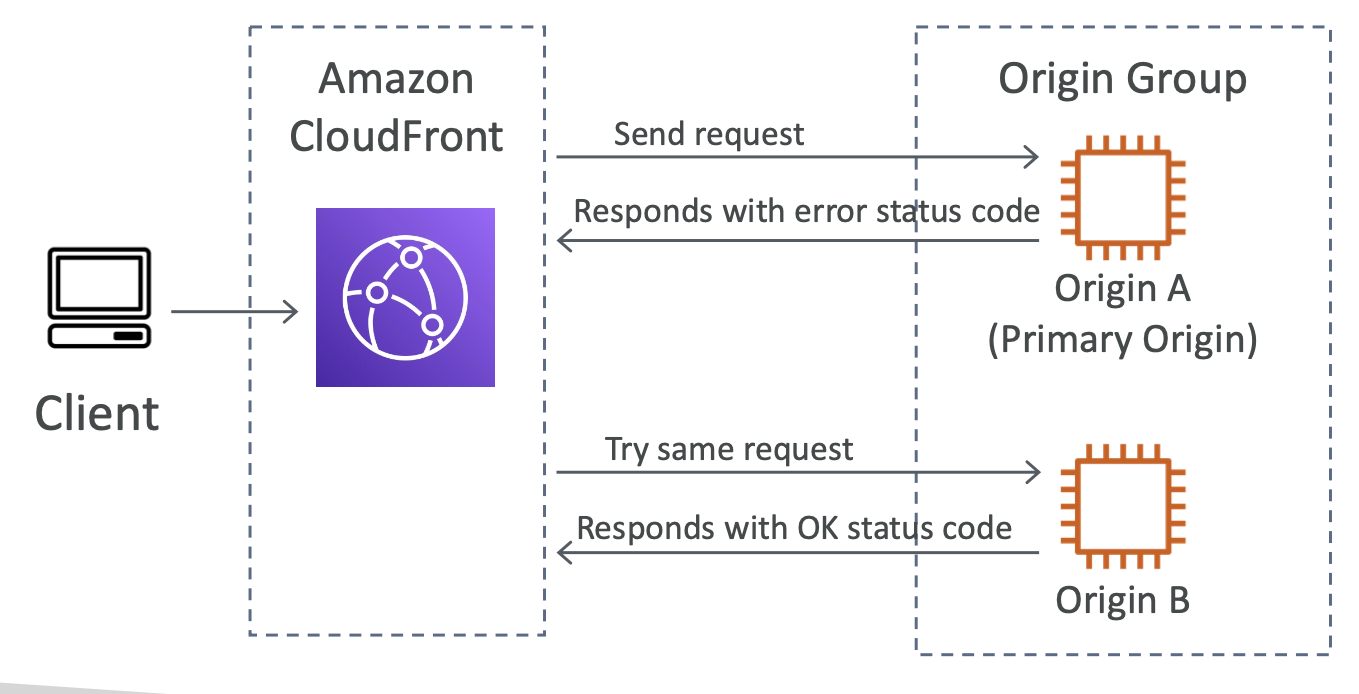 Amazon
CloudFront
Origin Group
Send request
Responds with error status code
Origin A
(Primary Origin)
Client
Try same request
Responds with OK status code
Origin B